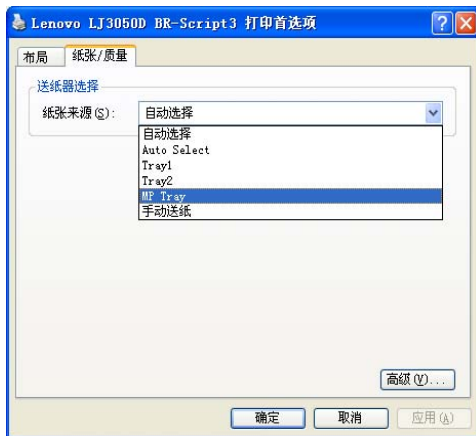 Lenovo LJ3050D BR-Script3 打印首选项
布局 纸张/质量
送纸器选择
纸张来源(S): 自动选择
自动选择
Auto Select
Tray1
Tray2
MP Tray
手动送纸
高级(V)...
确定 取消 应用(A)